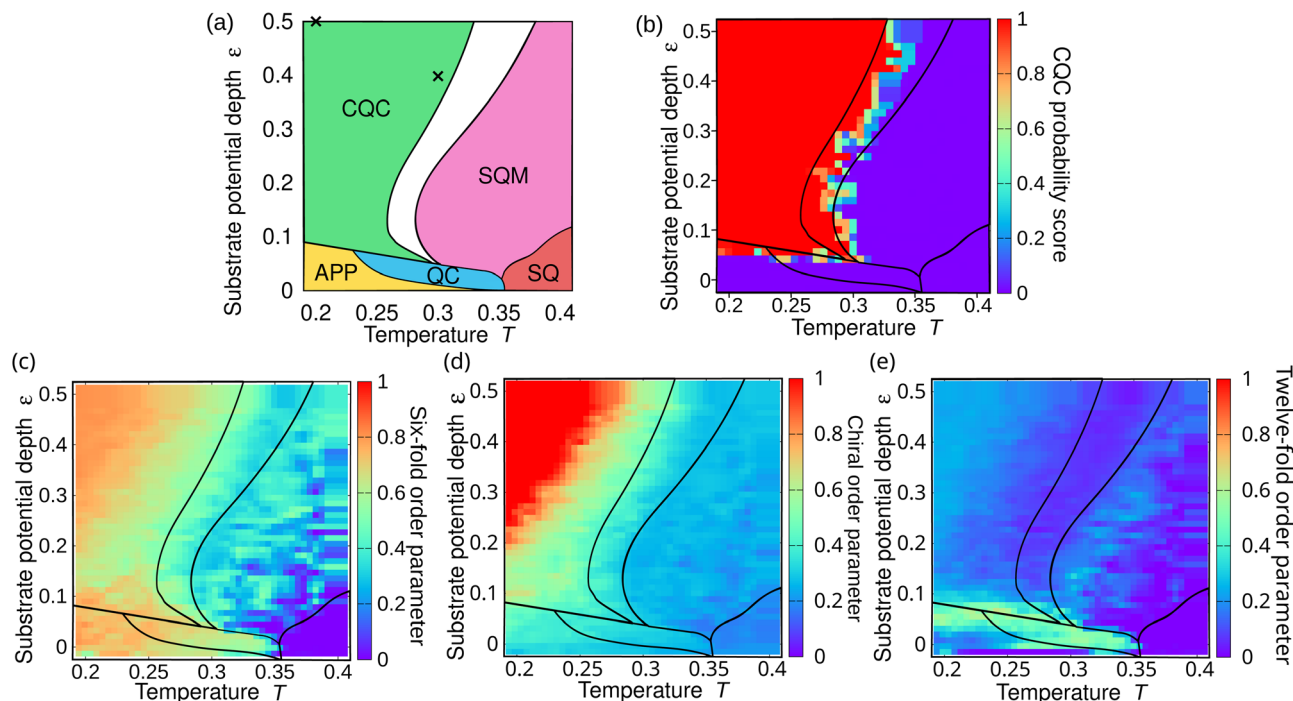 (a)
Substrate potential depth ε
0.5
0.4
0.3
0.2
0.1
0
CQC
SQM
APP
QC
SQ
0.2 0.25 0.3 0.35 0.4
Temperature T
(b)
Substrate potential depth ε
0.5
0.4
0.3
0.2
0.1
0
0.2 0.25 0.3 0.35 0.4
Temperature T
1
0.8
0.6
0.4
0.2
0
CQC probability score
(c)
Substrate potential depth ε
0.5
0.4
0.3
0.2
0.1
0
0.2 0.25 0.3 0.35 0.4
Temperature T
1
0.8
0.6
0.4
0.2
0
Six-fold order parameter
(d)
Substrate potential depth ε
0.5
0.4
0.3
0.2
0.1
0
0.2 0.25 0.3 0.35 0.4
Temperature T
1
0.8
0.6
0.4
0.2
0
Chiral order parameter
(e)
Substrate potential depth ε
0.5
0.4
0.3
0.2
0.1
0
0.2 0.25 0.3 0.35 0.4
Temperature T
1
0.8
0.6
0.4
0.2
0
Twelve-fold order parameter